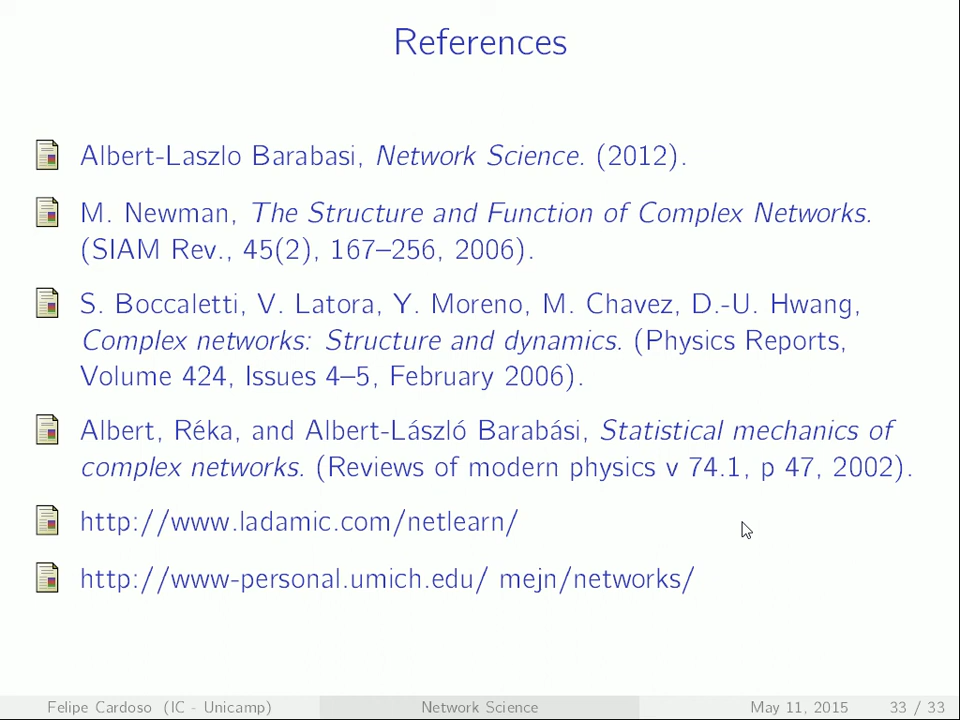 References
Albert-Laszlo Barabasi, Network Science. (2012).
M. Newman, The Structure and Function of Complex Networks.
(SIAM Rev., 45(2), 167–256, 2006).
S. Boccaletti, V. Latora, Y. Moreno, M. Chavez, D.-U. Hwang,
Complex networks: Structure and dynamics. (Physics Reports,
Volume 424, Issues 4–5, February 2006).
Albert, Réka, and Albert-László Barabási, Statistical mechanics of
complex networks. (Reviews of modern physics v 74.1, p 47, 2002).
http://www.ladamic.com/netlearn/
http://www-personal.umich.edu/ mejn/networks/
Felipe Cardoso (IC - Unicamp) Network Science May 11, 2015 33 / 33